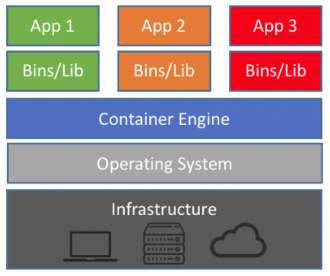 App 1
App 2
App 3
Bins/Lib
Bins/Lib
Bins/Lib
Container Engine
Operating System
Infrastructure